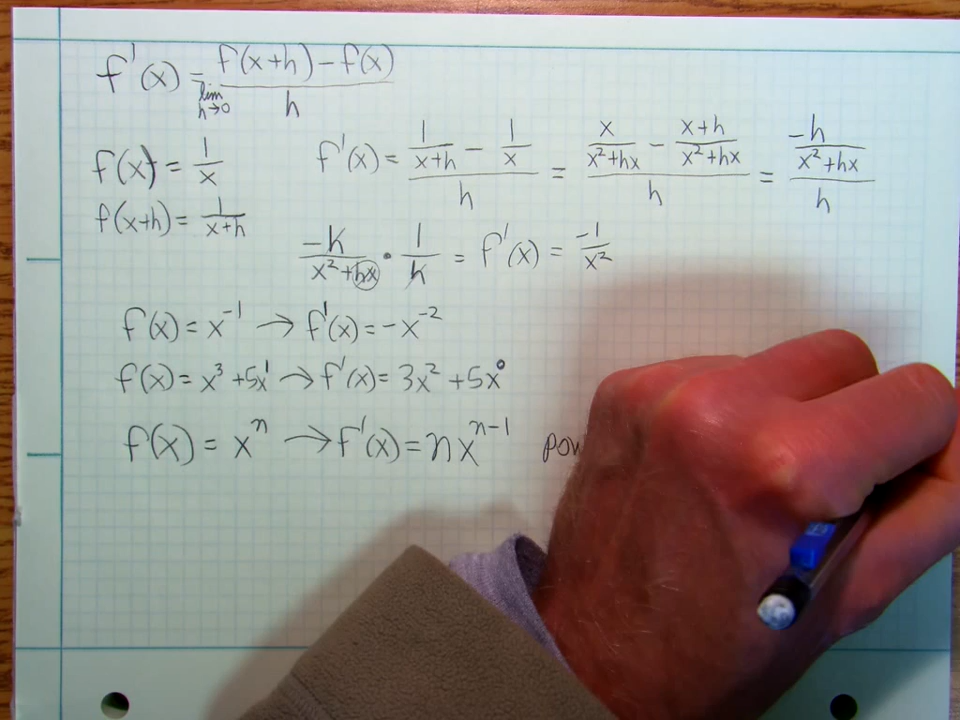 f'(x) = lim h→0 (f(x+h) − f(x))/h
f(x) = 1/x   f'(x) = (1/(x+h) − 1/x)/h = (x/(x²+hx) − (x+h)/(x²+hx))/h = (−h/(x²+hx))/h
f(x+h) = 1/(x+h)
−h/(x²+hx) · 1/h = f'(x) = −1/x²
f(x) = x⁻¹ → f'(x) = −x⁻²
f(x) = x³ + 5x¹ → f'(x) = 3x² + 5x⁰
f(x) = xⁿ → f'(x) = nxⁿ⁻¹